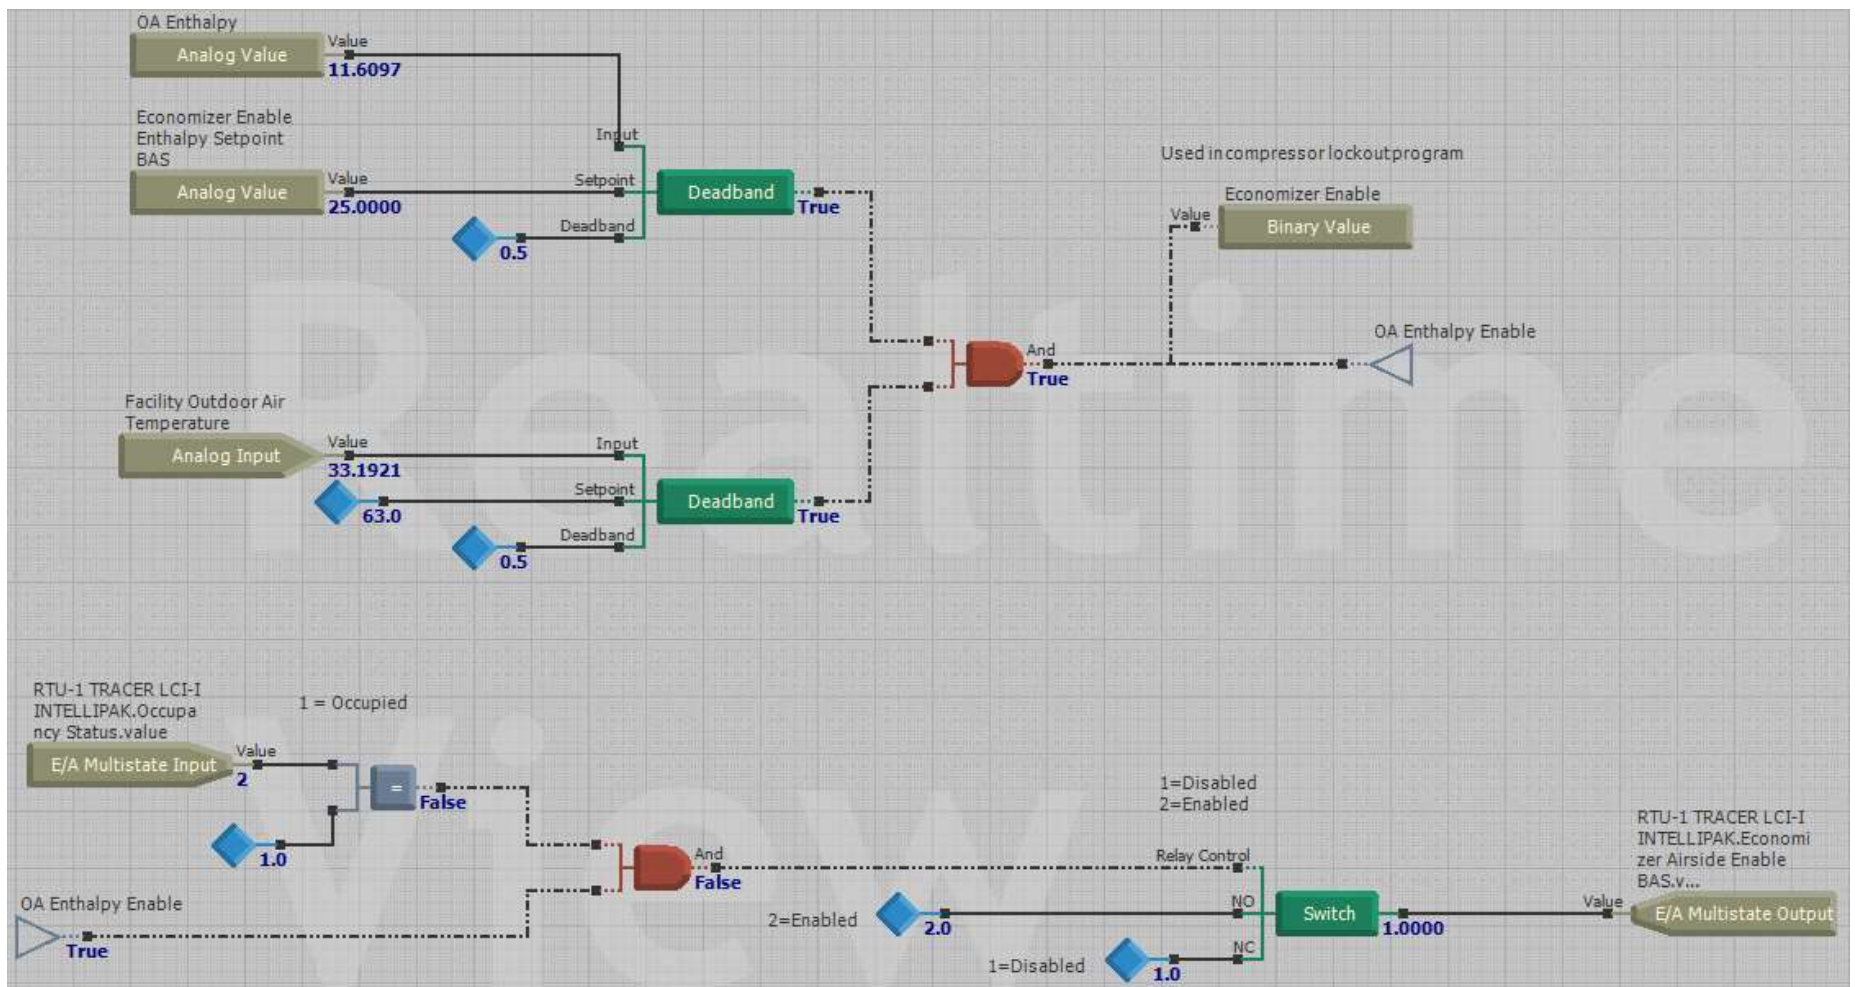 OA Enthalpy
Analog Value
Value
11.6097
Economizer Enable
Enthalpy Setpoint
BAS
Analog Value
Value
25.0000
Input
Setpoint
Deadband
0.5
Deadband
True
Used in compressor lockout program
Economizer Enable
Value
Binary Value
And
True
OA Enthalpy Enable
Facility Outdoor Air
Temperature
Analog Input
Value
33.1921
63.0
Input
Setpoint
Deadband
0.5
Deadband
True
Realtime
View
RTU-1 TRACER LCI-I
INTELLIPAK.Occupa
ncy Status.value
E/A Multistate Input
Value
2
1 = Occupied
=
False
1.0
OA Enthalpy Enable
True
And
False
1=Disabled
2=Enabled
Relay Control
2=Enabled
2.0
NO
1=Disabled
1.0
NC
Switch
1.0000
RTU-1 TRACER LCI-I
INTELLIPAK.Economi
zer Airside Enable
BAS.v...
Value
E/A Multistate Output